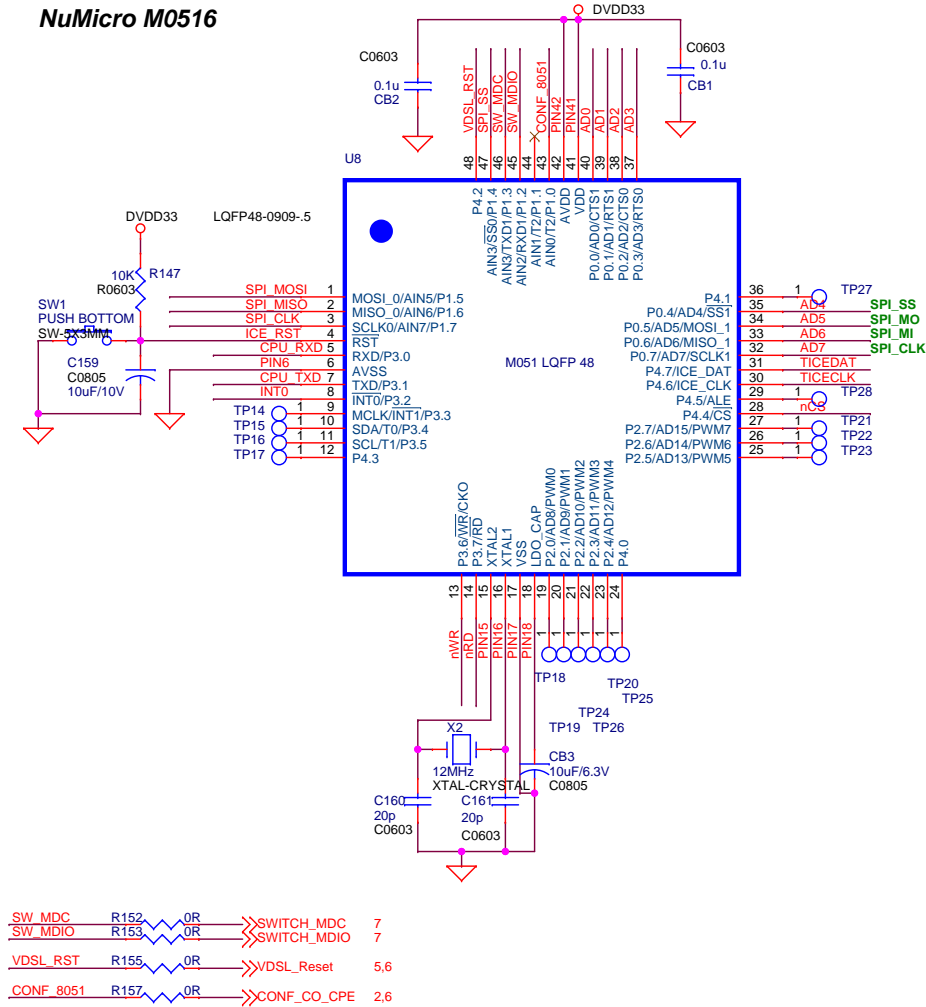 NuMicro M0516
DVDD33
C0603
0.1u
CB2
C0603
0.1u
CB1
VDSL_RST
SPI_SS
SW_MDC
SW_MDIO
CONF_8051
PIN42
PIN41
AD0
AD1
AD2
AD3
48
47
46
45
44
43
42
41
40
39
38
37
U8
LQFP48-0909-.5
P4.2
AIN3/SS0/P1.4
AIN3/TXD1/P1.3
AIN2/RXD1/P1.2
AIN1/T2/P1.1
AIN0/T2/P1.0
AVDD
VDD
P0.0/AD0/CTS1
P0.1/AD1/RTS1
P0.2/AD2/CTS0
P0.3/AD3/RTS0
DVDD33
10K
R147
R0603
SW1
PUSH BOTTOM
SW-5X3MM
C159
C0805
10uF/10V
SPI_MOSI 1 MOSI_0/AIN5/P1.5
SPI_MISO 2 MISO_0/AIN6/P1.6
SPI_CLK 3 SCLK0/AIN7/P1.7
ICE_RST 4 RST
CPU_RXD 5 RXD/P3.0
PIN6 6 AVSS
CPU_TXD 7 TXD/P3.1
INT0 8 INT0/P3.2
TP14 1 9 MCLK/INT1/P3.3
TP15 1 10 SDA/T0/P3.4
TP16 1 11 SCL/T1/P3.5
TP17 1 12 P4.3
M051 LQFP 48
P4.1 36 1 TP27
P0.4/AD4/SS1 35 AD4 SPI_SS
P0.5/AD5/MOSI_1 34 AD5 SPI_MO
P0.6/AD6/MISO_1 33 AD6 SPI_MI
P0.7/AD7/SCLK1 32 AD7 SPI_CLK
P4.7/ICE_DAT 31 TICEDAT
P4.6/ICE_CLK 30 TICECLK
P4.5/ALE 29 1 TP28
P4.4/CS 28 nCS
P2.7/AD15/PWM7 27 1 TP21
P2.6/AD14/PWM6 26 1 TP22
P2.5/AD13/PWM5 25 1 TP23
P3.6/WR/CKO
P3.7/RD
XTAL2
XTAL1
VSS
LDO_CAP
P2.0/AD8/PWM0
P2.1/AD9/PWM1
P2.2/AD10/PWM2
P2.3/AD11/PWM3
P2.4/AD12/PWM4
P4.0
13
14
15
16
17
18
19
20
21
22
23
24
nWR
nRD
PIN15
PIN16
PIN17
PIN18
1
1
1
1
1
1
TP18
TP20
TP25
TP24
TP19
TP26
X2
12MHz
XTAL-CRYSTAL
CB3
10uF/6.3V
C0805
C160
20p
C0603
C161
20p
C0603
SW_MDC R152 0R SWITCH_MDC 7
SW_MDIO R153 0R SWITCH_MDIO 7
VDSL_RST R155 0R VDSL_Reset 5,6
CONF_8051 R157 0R CONF_CO_CPE 2,6